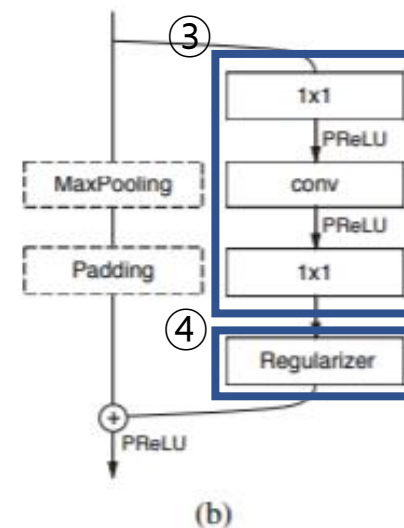 ③
1x1
PReLU
MaxPooling
conv
PReLU
Padding
1x1
④
Regularizer
+
PReLU
(b)